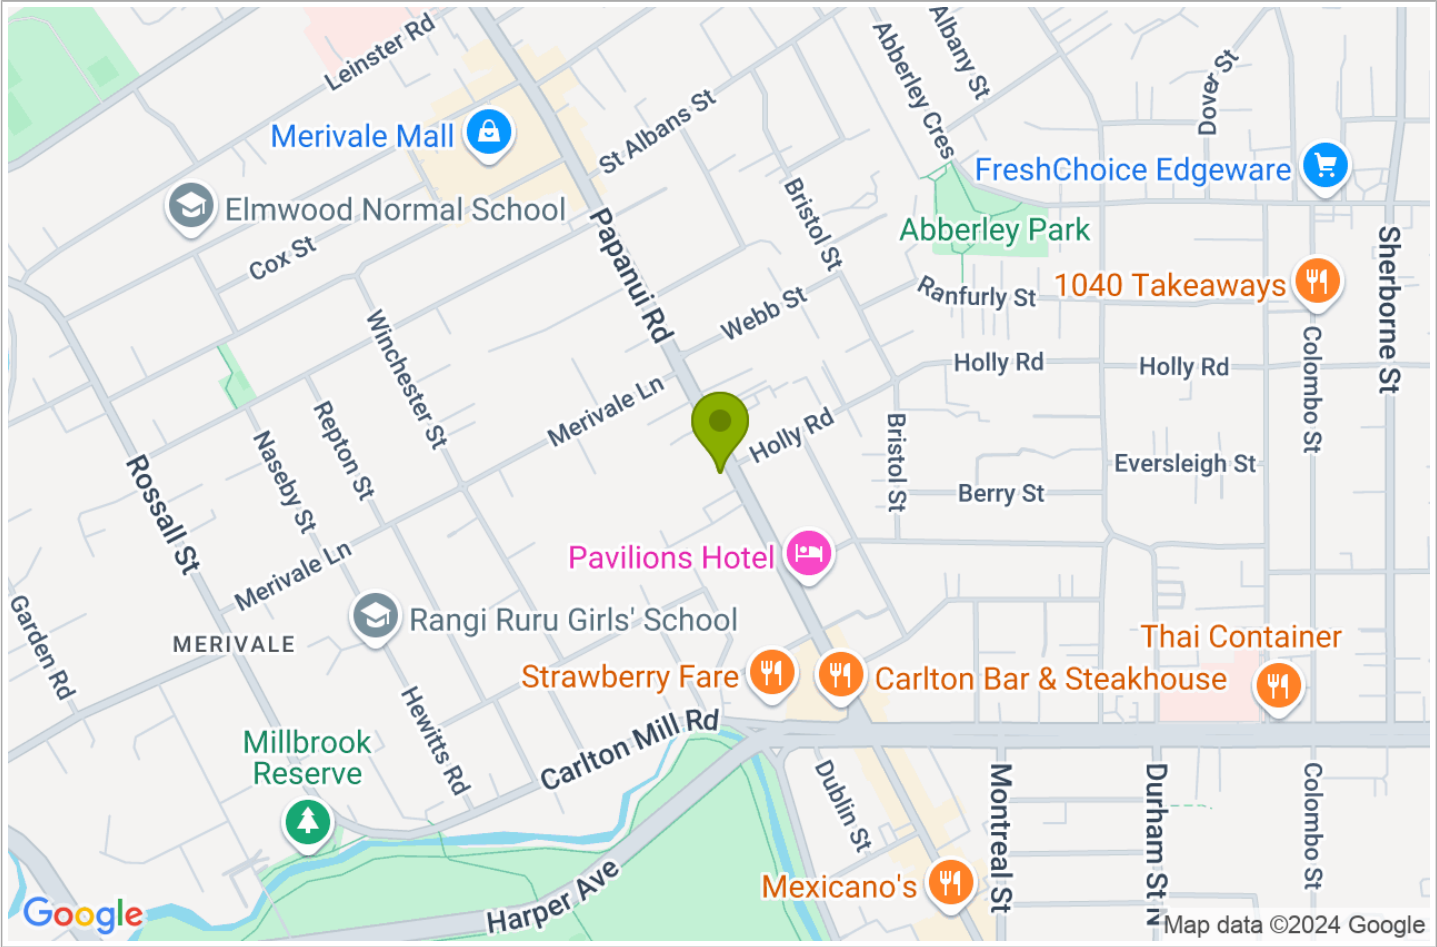 Leinster Rd
Albany St
Abberley Cres
Dover St
Merivale Mall
St Albans St
FreshChoice Edgeware
Elmwood Normal School
Bristol St
Abberley Park
Cox St
Papanui Rd
Sherborne St
1040 Takeaways
Ranfurly St
Webb St
Winchester St
Colombo St
Holly Rd
Holly Rd
Merivale Ln
Holly Rd
Repton St
Naseby St
Bristol St
Eversleigh St
Berry St
Rossall St
Pavilions Hotel
Merivale Ln
Garden Rd
Rangi Ruru Girls' School
MERIVALE
Thai Container
Strawberry Fare
Carlton Bar & Steakhouse
Hewitts Rd
Carlton Mill Rd
Millbrook
Reserve
Dublin St
Montreal St
Durham St N
Colombo St
Mexicano's
Harper Ave
Google
Map data ©2024 Google